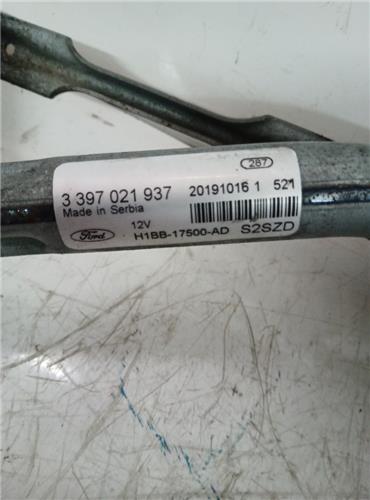 287
3 397 021 937 20191016 1 521
Made in Serbia
12V
Ford H1BB-17500-AD S2SZD